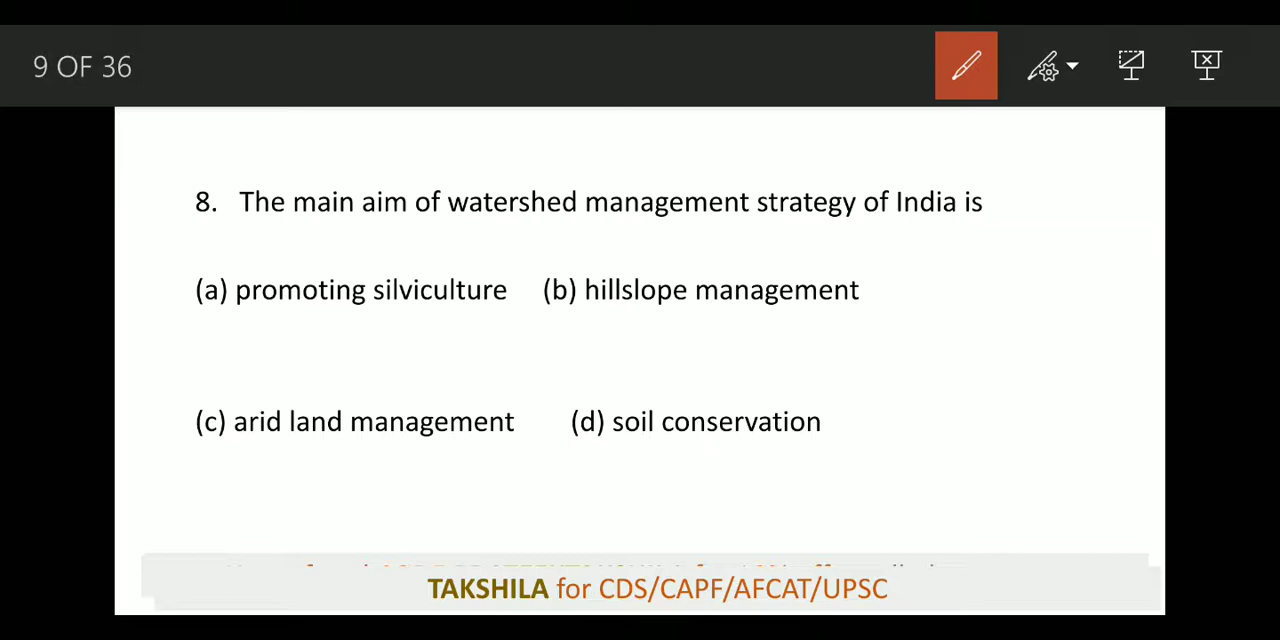 9 OF 36
8. The main aim of watershed management strategy of India is
(a) promoting silviculture (b) hillslope management
(c) arid land management (d) soil conservation
TAKSHILA for CDS/CAPF/AFCAT/UPSC